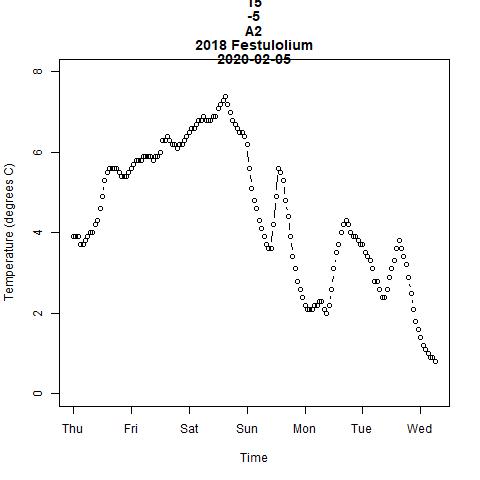 15
-5
A2
2018 Festulolium
2020-02-05
Temperature (degrees C)
8
6
4
2
0
Thu Fri Sat Sun Mon Tue Wed
Time